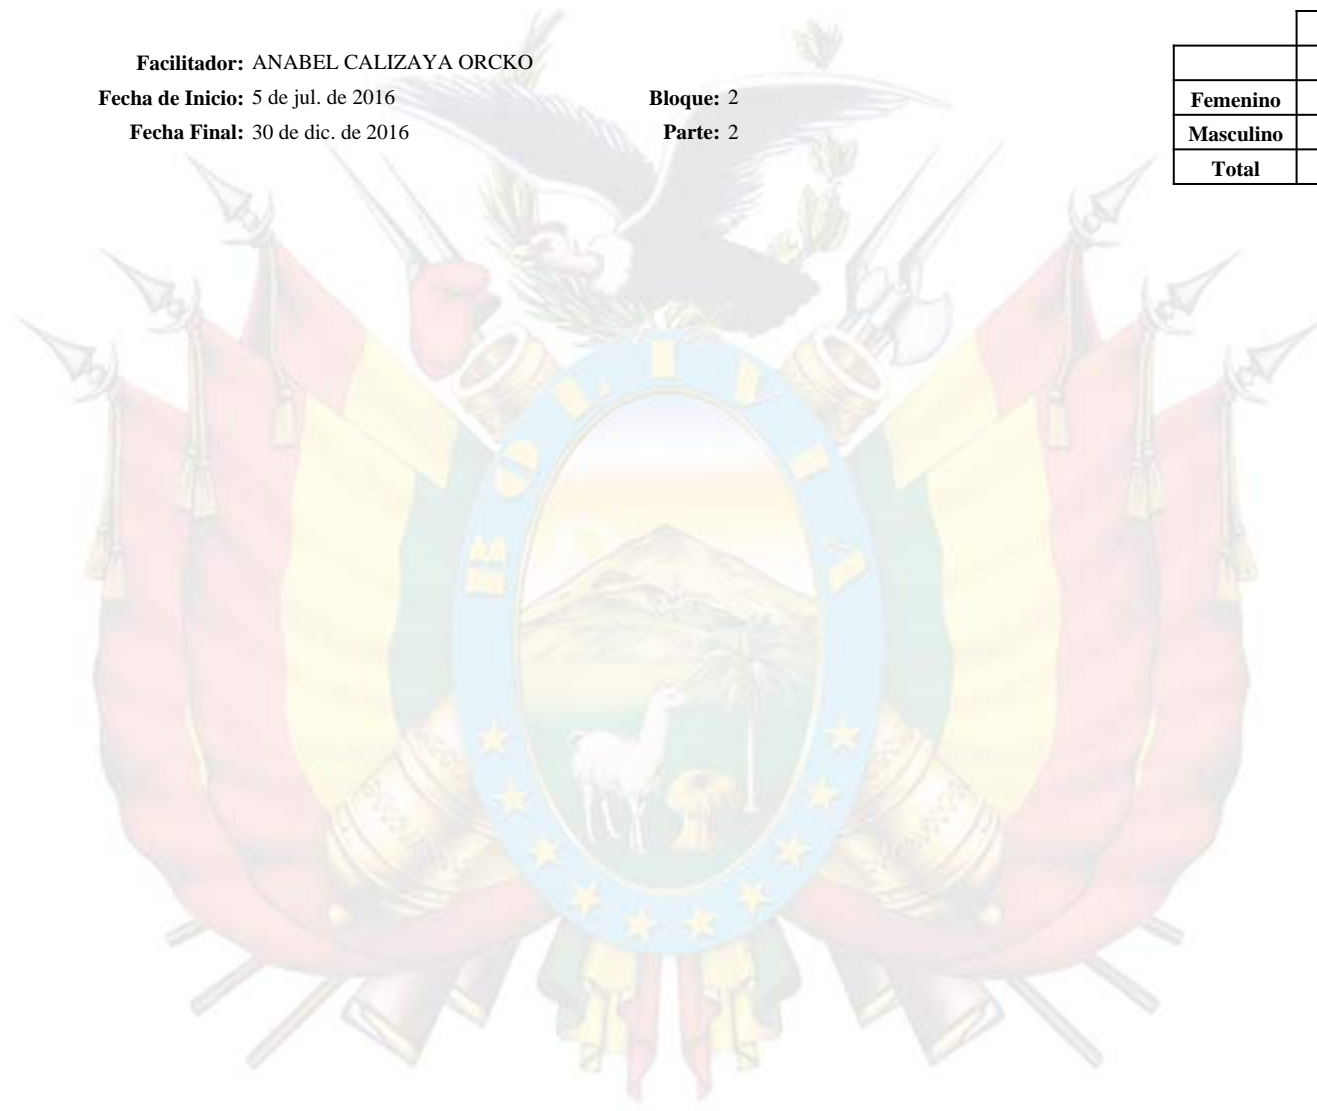 Facilitador: ANABEL CALIZAYA ORCKO
Fecha de Inicio: 5 de jul. de 2016 Bloque: 2
Fecha Final: 30 de dic. de 2016 Parte: 2
Femenino
Masculino
Total
BOLIVIA